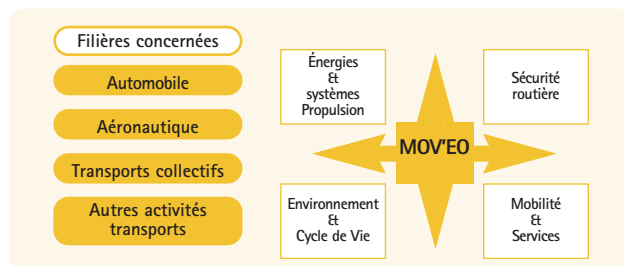 Filières concernées
Automobile
Aéronautique
Transports collectifs
Autres activités
transports
Énergies
&
systèmes
Propulsion
Sécurité
routière
MOV'EO
Environnement
&
Cycle de Vie
Mobilité
&
Services